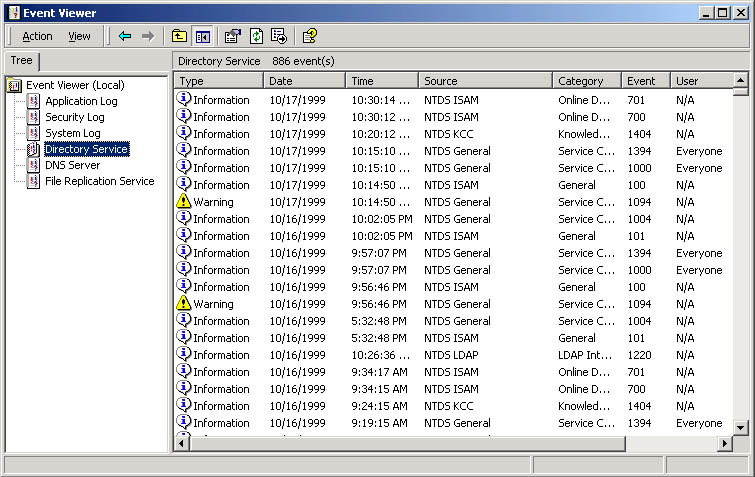 Event Viewer
Action View
Tree
Directory Service 886 event(s)
Event Viewer (Local)
Application Log
Security Log
System Log
Directory Service
DNS Server
File Replication Service
Type Date Time Source Category Event User
Information 10/17/1999 10:30:14 ... NTDS ISAM Online D... 701 N/A
Information 10/17/1999 10:30:12 ... NTDS ISAM Online D... 700 N/A
Information 10/17/1999 10:20:12 ... NTDS KCC Knowled... 1404 N/A
Information 10/17/1999 10:15:10 ... NTDS General Service C... 1394 Everyone
Information 10/17/1999 10:15:10 ... NTDS General Service C... 1000 Everyone
Information 10/17/1999 10:14:50 ... NTDS ISAM General 100 N/A
Warning 10/17/1999 10:14:50 ... NTDS General Service C... 1094 N/A
Information 10/16/1999 10:02:05 PM NTDS General Service C... 1004 N/A
Information 10/16/1999 10:02:05 PM NTDS ISAM General 101 N/A
Information 10/16/1999 9:57:07 PM NTDS General Service C... 1394 Everyone
Information 10/16/1999 9:57:07 PM NTDS General Service C... 1000 Everyone
Information 10/16/1999 9:56:46 PM NTDS ISAM General 100 N/A
Warning 10/16/1999 9:56:46 PM NTDS General Service C... 1094 N/A
Information 10/16/1999 5:32:48 PM NTDS General Service C... 1004 N/A
Information 10/16/1999 5:32:48 PM NTDS ISAM General 101 N/A
Information 10/16/1999 10:26:36 ... NTDS LDAP LDAP Int... 1220 N/A
Information 10/16/1999 9:34:17 AM NTDS ISAM Online D... 701 N/A
Information 10/16/1999 9:34:15 AM NTDS ISAM Online D... 700 N/A
Information 10/16/1999 9:24:15 AM NTDS KCC Knowled... 1404 N/A
Information 10/16/1999 9:19:15 AM NTDS General Service C... 1394 Everyone